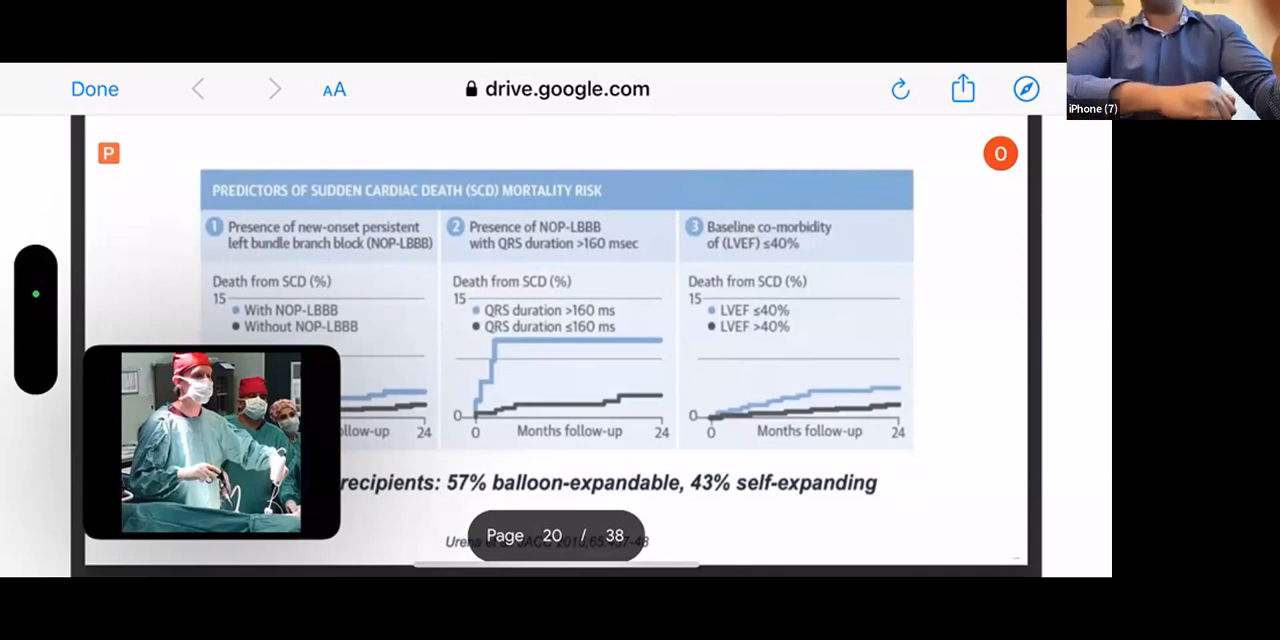 iPhone (7)
Done
AA
drive.google.com
P
0
PREDICTORS OF SUDDEN CARDIAC DEATH (SCD) MORTALITY RISK
1 Presence of new-onset persistent
left bundle branch block (NOP-LBBB)
Death from SCD (%)
15
With NOP-LBBB
Without NOP-LBBB
24
2 Presence of NOP-LBBB
with QRS duration >160 msec
Death from SCD (%)
15
QRS duration >160 ms
QRS duration ≤160 ms
0
0 Months follow-up 24
3 Baseline co-morbidity
of (LVEF) ≤40%
Death from SCD (%)
15
LVEF ≤40%
LVEF >40%
0
0 Months follow-up 24
recipients: 57% balloon-expandable, 43% self-expanding
Page 20 / 38